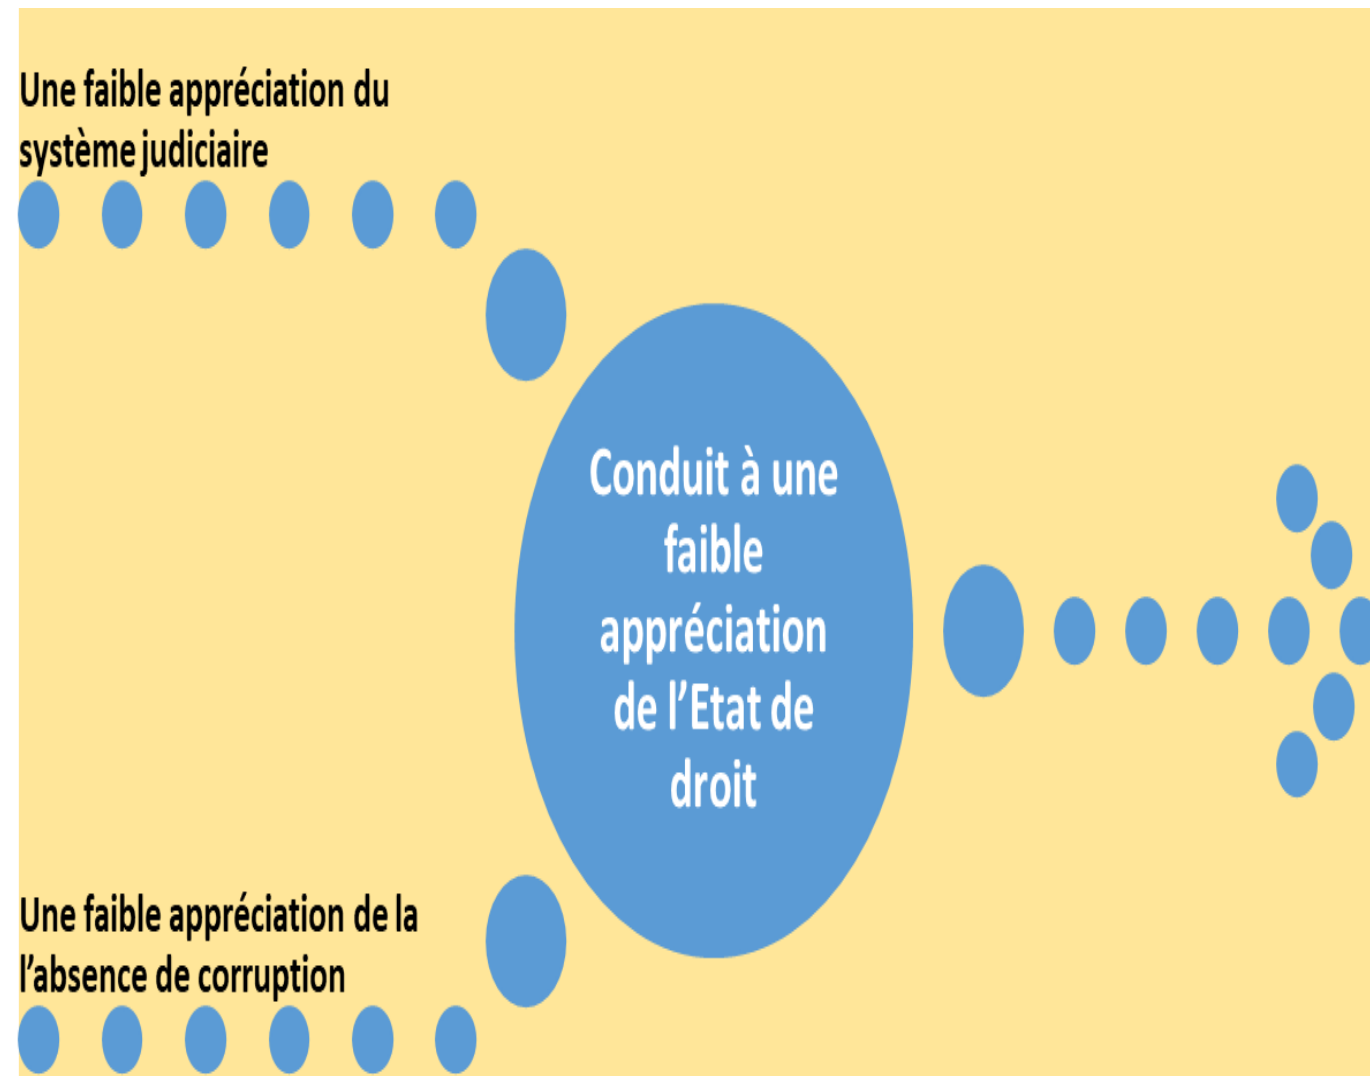 Une faible appréciation du
système judiciaire
Conduit à une
faible
appréciation
de l’Etat de
droit
Une faible appréciation de la
l’absence de corruption